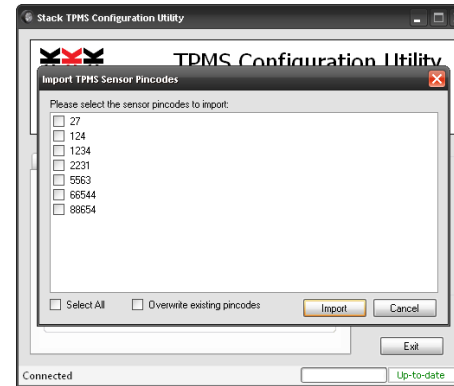 Stack TPMS Configuration Utility
TPMS Configuration Utility
Import TPMS Sensor Pincodes
Please select the sensor pincodes to import:
27
124
1234
2231
5563
66544
88654
Select All
Overwrite existing pincodes
Import
Cancel
Exit
Connected
Up-to-date